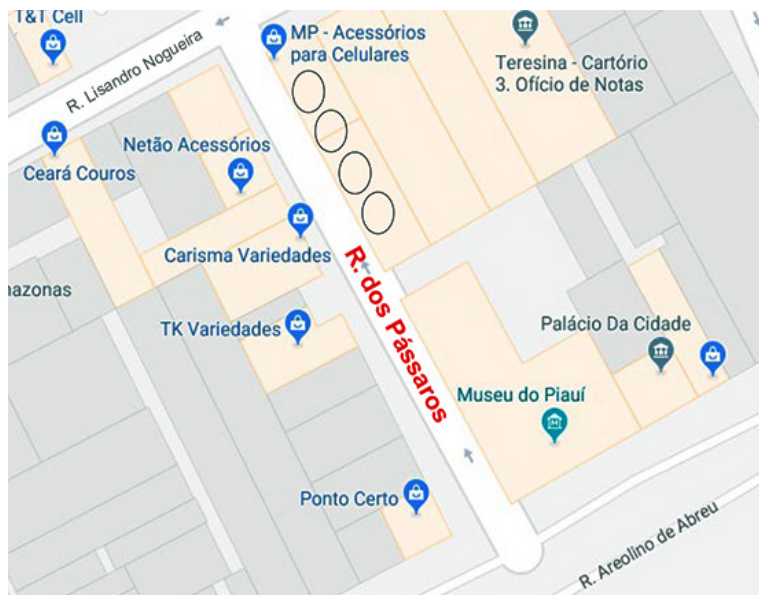 T&T Cell
R. Lisandro Nogueira
MP - Acessórios
para Celulares
Teresina - Cartório
3. Ofício de Notas
Netão Acessórios
Ceará Couros
Carisma Variedades
R. dos Pássaros
mazonas
TK Variedades
Palácio Da Cidade
Museu do Piauí
M
Ponto Certo
R. Areolino de Abreu